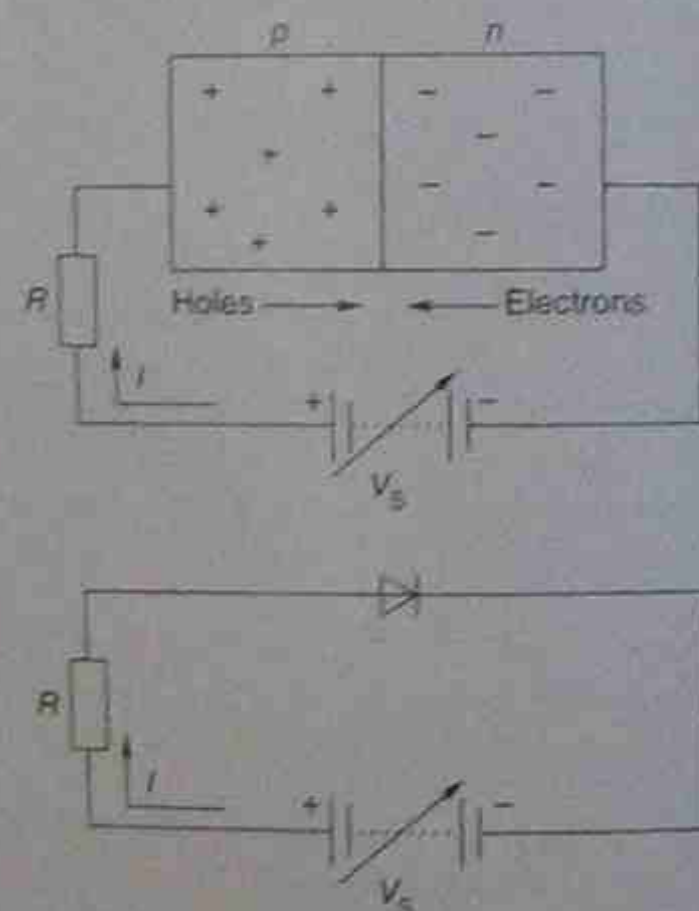 p n
+ + − −
+ −
+ + − −
+ −
R Holes Electrons
I
+ −
V_S
R
I
+ −
V_S